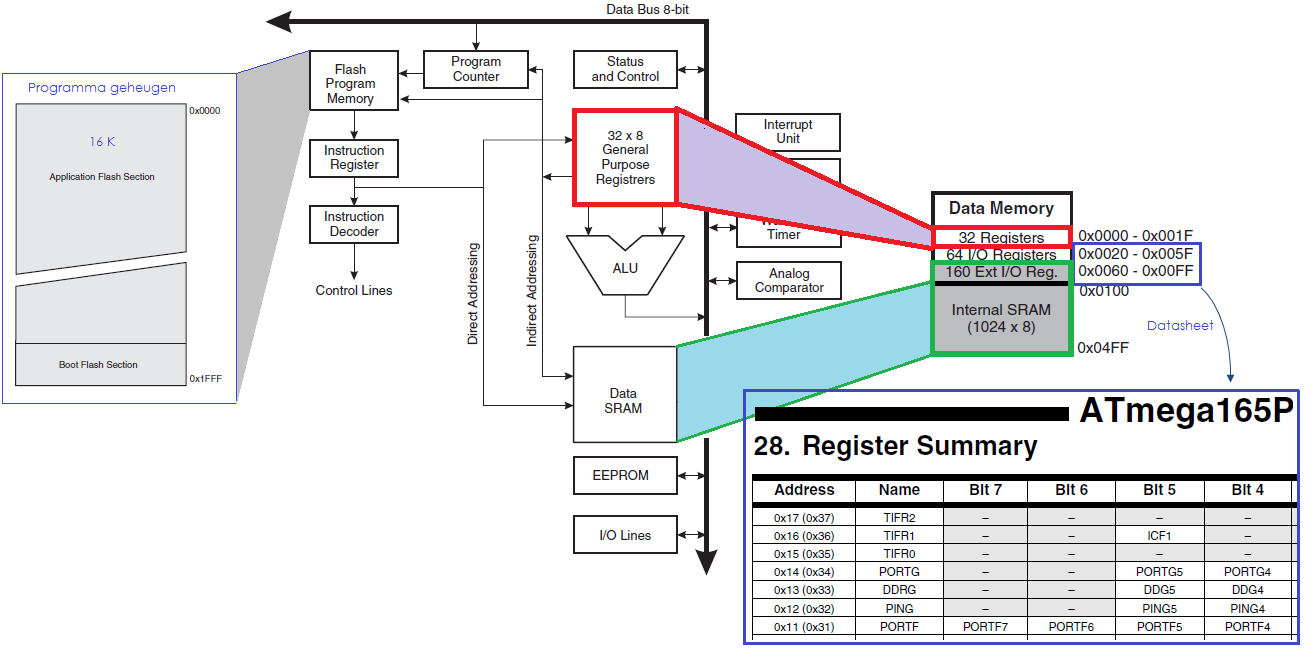 Data Bus 8-bit
Programma geheugen
0x0000
16 K
Application Flash Section
Boot Flash Section
0x1FFF
Flash
Program
Memory
Program
Counter
Instruction
Register
Instruction
Decoder
Control Lines
Direct Addressing
Indirect Addressing
Status
and Control
32 x 8
General
Purpose
Registrers
ALU
Data
SRAM
EEPROM
I/O Lines
Interrupt
Unit
Timer
Analog
Comparator
Data Memory
32 Registers
0x0000 - 0x001F
64 I/O Registers
0x0020 - 0x005F
160 Ext I/O Reg.
0x0060 - 0x00FF
0x0100
Internal SRAM
(1024 x 8)
0x04FF
Datasheet
ATmega165P
28. Register Summary
Address Name Bit 7 Bit 6 Bit 5 Bit 4
0x17 (0x37) TIFR2 – – – –
0x16 (0x36) TIFR1 – – ICF1 –
0x15 (0x35) TIFR0 – – – –
0x14 (0x34) PORTG – – PORTG5 PORTG4
0x13 (0x33) DDRG – – DDG5 DDG4
0x12 (0x32) PING – – PING5 PING4
0x11 (0x31) PORTF PORTF7 PORTF6 PORTF5 PORTF4